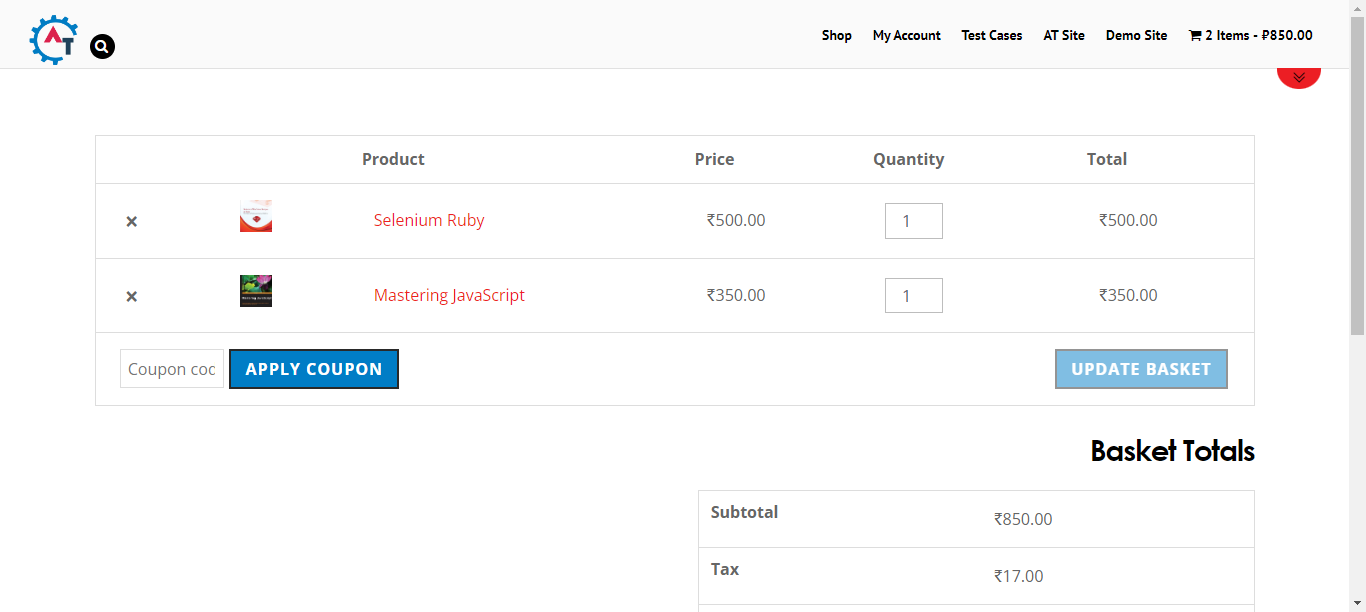 AT
Shop My Account Test Cases AT Site Demo Site 2 Items - ₹850.00
Product Price Quantity Total
× Selenium Ruby ₹500.00 1 ₹500.00
× Mastering JavaScript ₹350.00 1 ₹350.00
Coupon coc APPLY COUPON UPDATE BASKET
Basket Totals
Subtotal ₹850.00
Tax ₹17.00